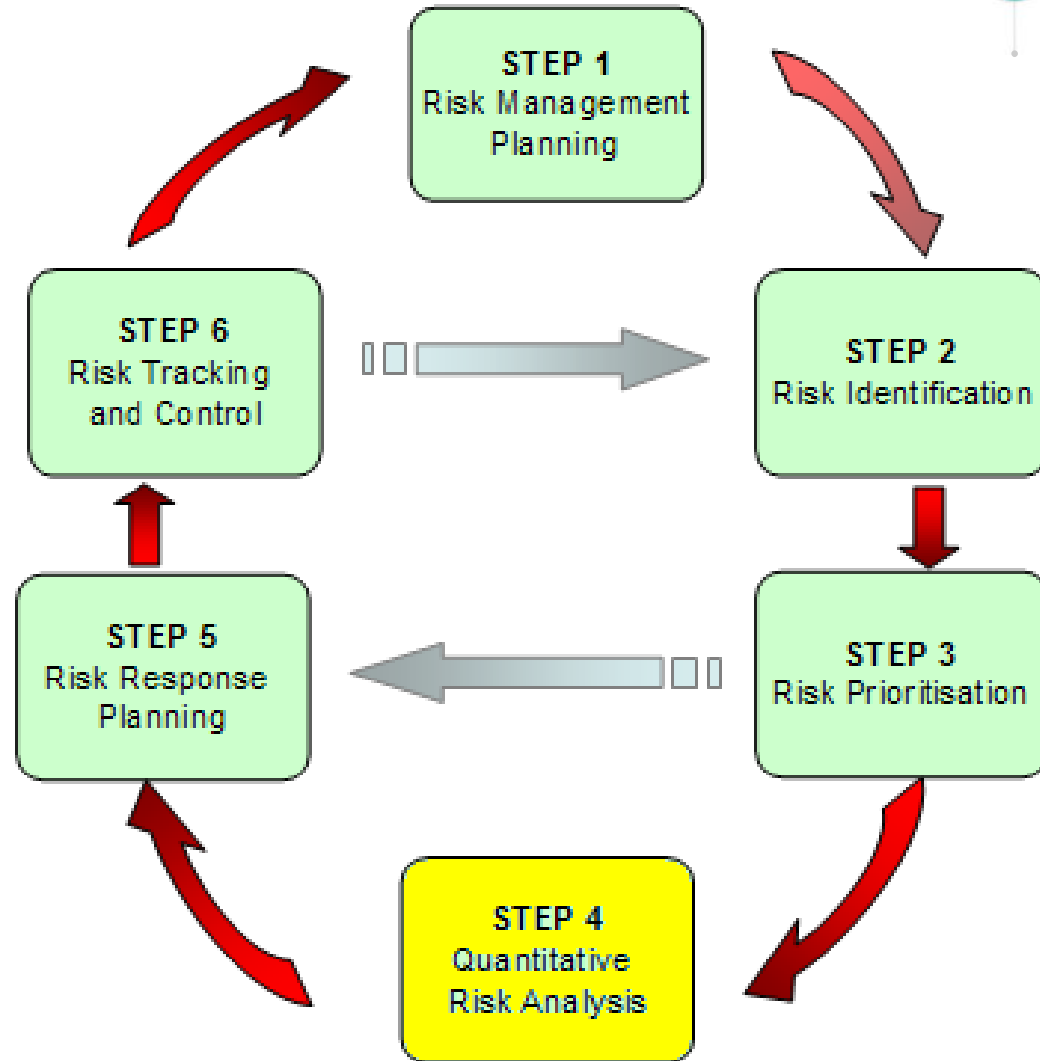 STEP 1
Risk Management
Planning
STEP 2
Risk Identification
STEP 3
Risk Prioritisation
STEP 4
Quantitative
Risk Analysis
STEP 5
Risk Response
Planning
STEP 6
Risk Tracking
and Control